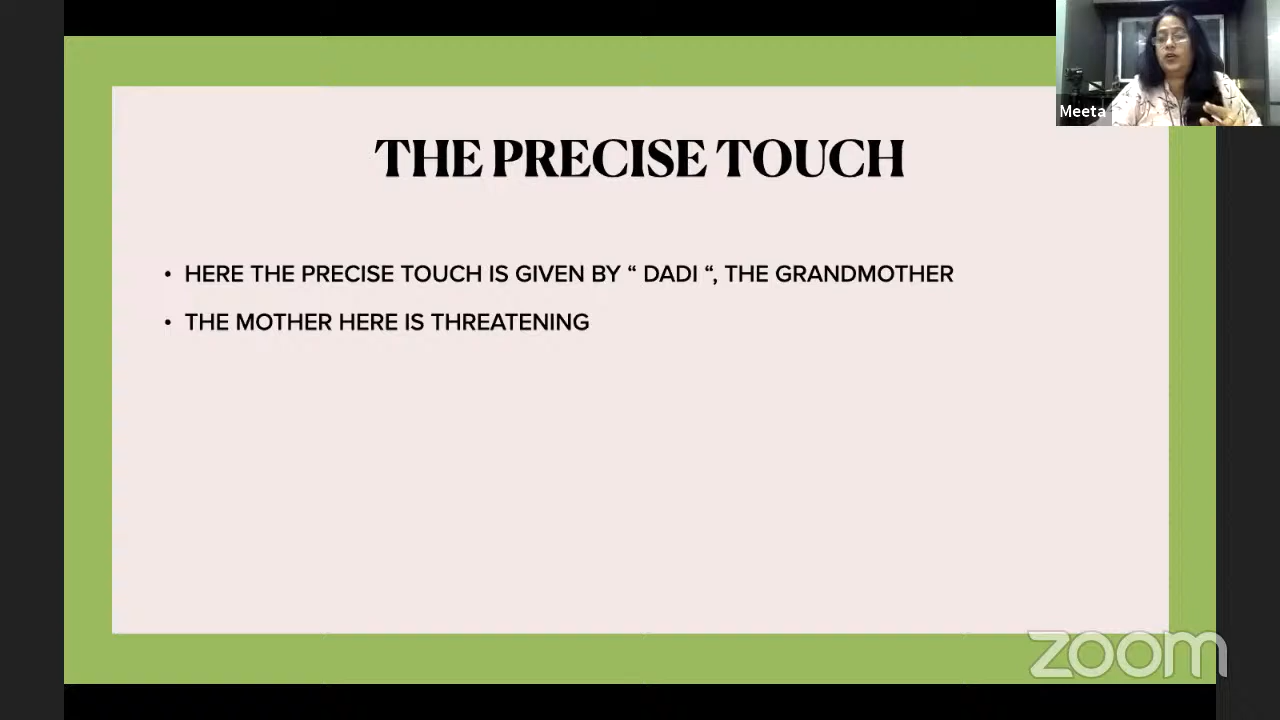 THE PRECISE TOUCH
• HERE THE PRECISE TOUCH IS GIVEN BY “ DADI “, THE GRANDMOTHER
• THE MOTHER HERE IS THREATENING
Meeta
zoom